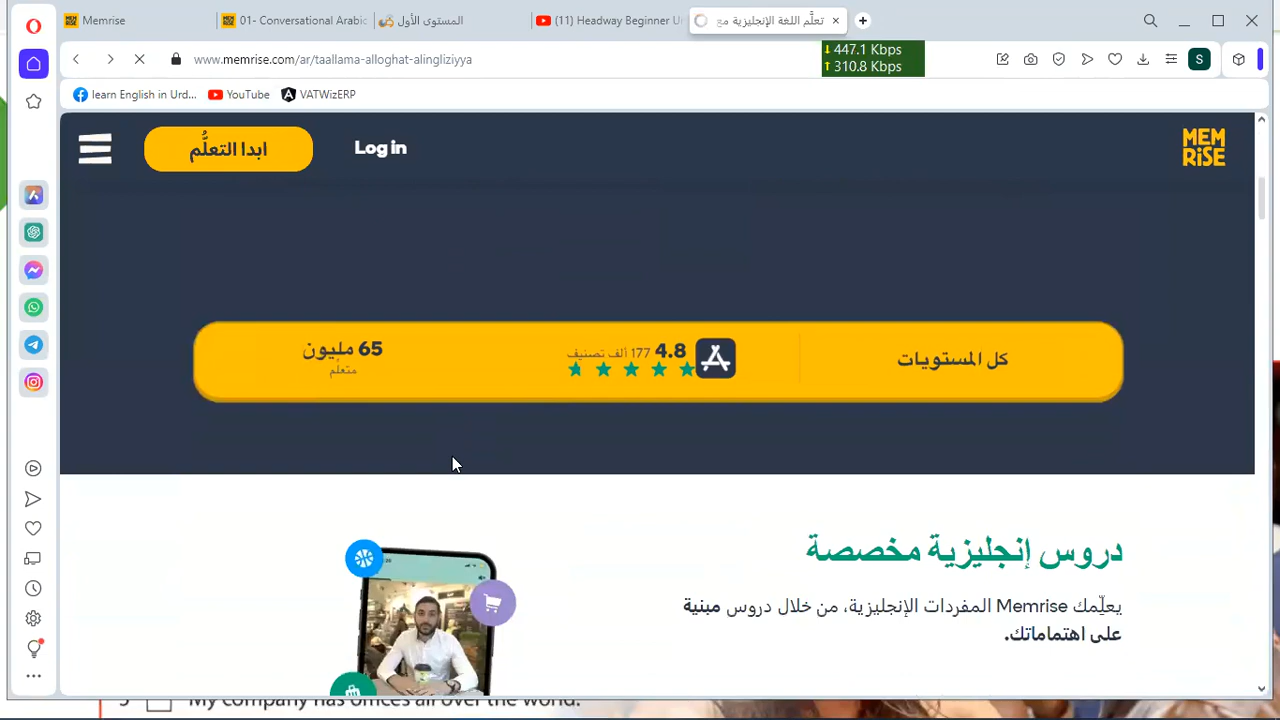 Memrise
01- Conversational Arabic
المستوى الأول
(11) Headway Beginner Un
تعلَّم اللغة الإنجليزية مع
www.memrise.com/ar/taallama-alloghat-alingliziyya
447.1 Kbps
310.8 Kbps
S
learn English in Urd...
YouTube
VATWizERP
ابدا التعلُّم
Log in
MEM
RISE
65 مليون
متعلِّم
4.8 177 ألف تصنيف
كل المستويات
دروس إنجليزية مخصصة
يعلِّمك Memrise المفردات الإنجليزية، من خلال دروس مبنية
على اهتماماتك.
My company has offices all over the world.